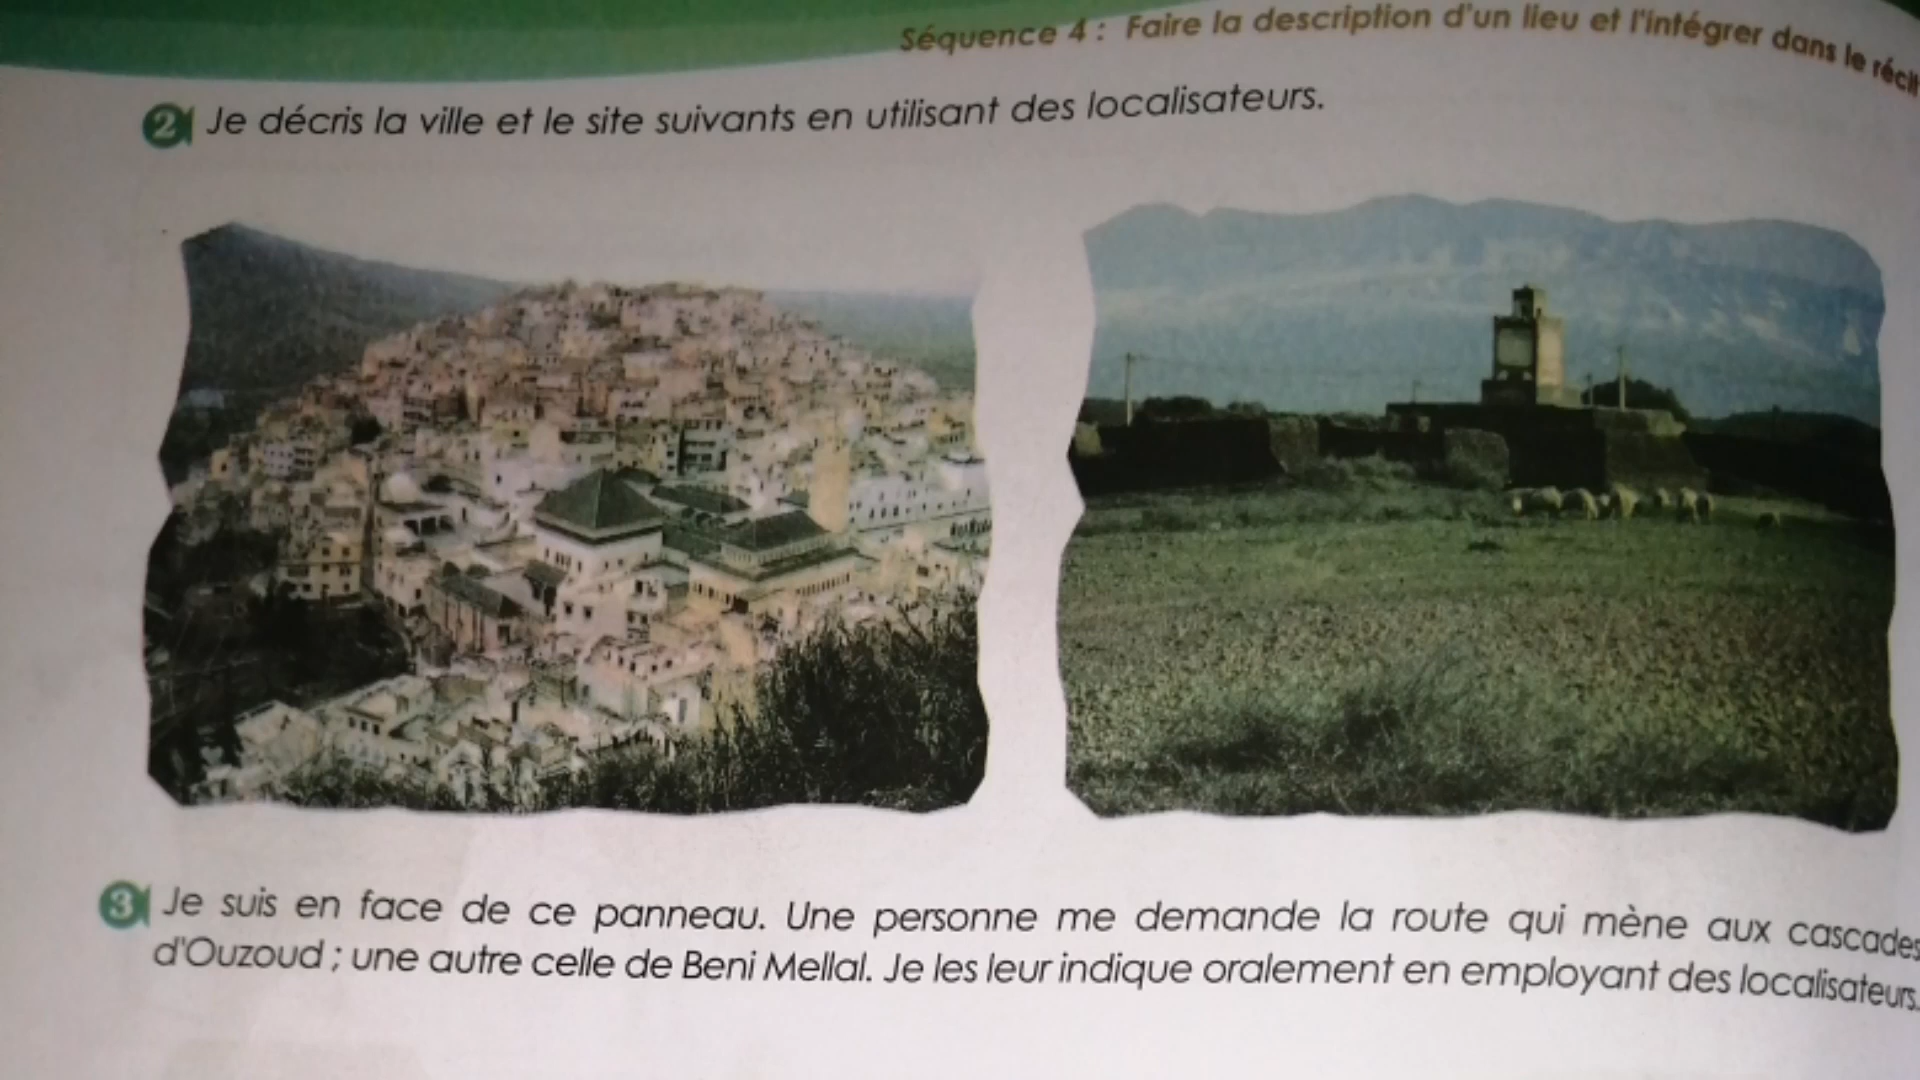 Séquence 4 : Faire la description d'un lieu et l'intégrer dans le récit
2 Je décris la ville et le site suivants en utilisant des localisateurs.
3 Je suis en face de ce panneau. Une personne me demande la route qui mène aux cascades
d'Ouzoud ; une autre celle de Beni Mellal. Je les leur indique oralement en employant des localisateurs.